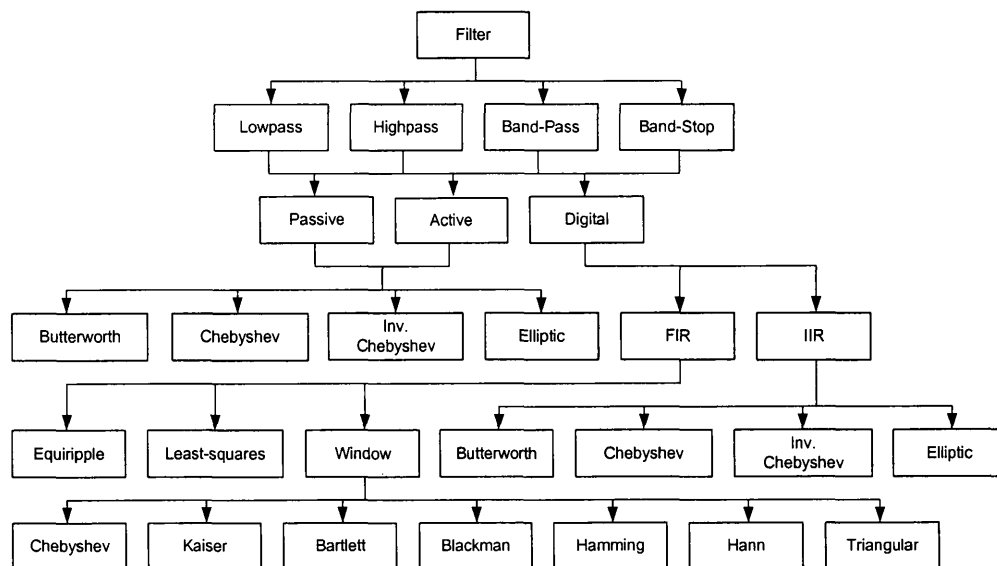 Filter
Lowpass
Highpass
Band-Pass
Band-Stop
Passive
Active
Digital
Butterworth
Chebyshev
Inv.
Chebyshev
Elliptic
FIR
IIR
Equiripple
Least-squares
Window
Butterworth
Chebyshev
Inv.
Chebyshev
Elliptic
Chebyshev
Kaiser
Bartlett
Blackman
Hamming
Hann
Triangular